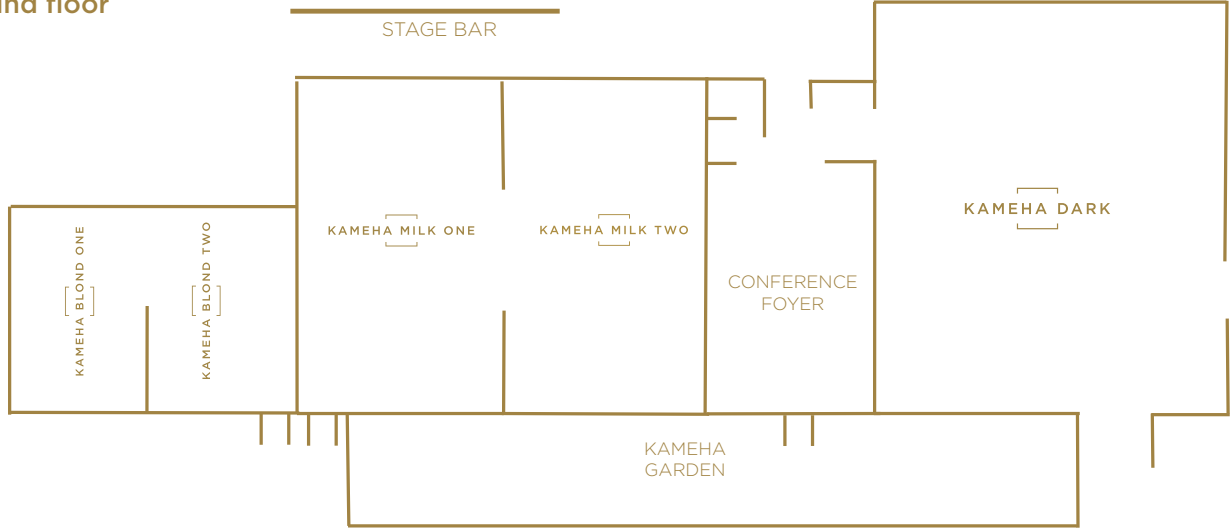 nd floor
STAGE BAR
KAMEHA MILK ONE
KAMEHA MILK TWO
KAMEHA DARK
KAMEHA BLOND ONE
KAMEHA BLOND TWO
CONFERENCE
FOYER
KAMEHA
GARDEN